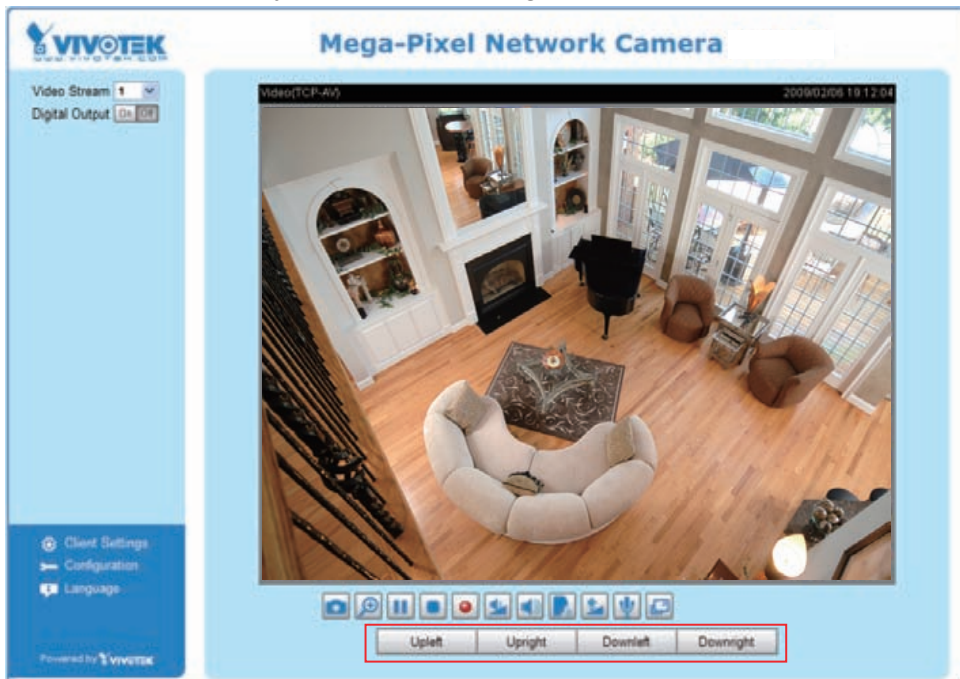 VIVOTEK
www.vivotek.com
Mega-Pixel Network Camera
Video Stream 1
Digital Output On Off
Video(TCP-AV)
2009/02/06 19:12:04
Client Settings
Configuration
Language
Powered by VIVOTEK
Upleft
Upright
Downleft
Downright